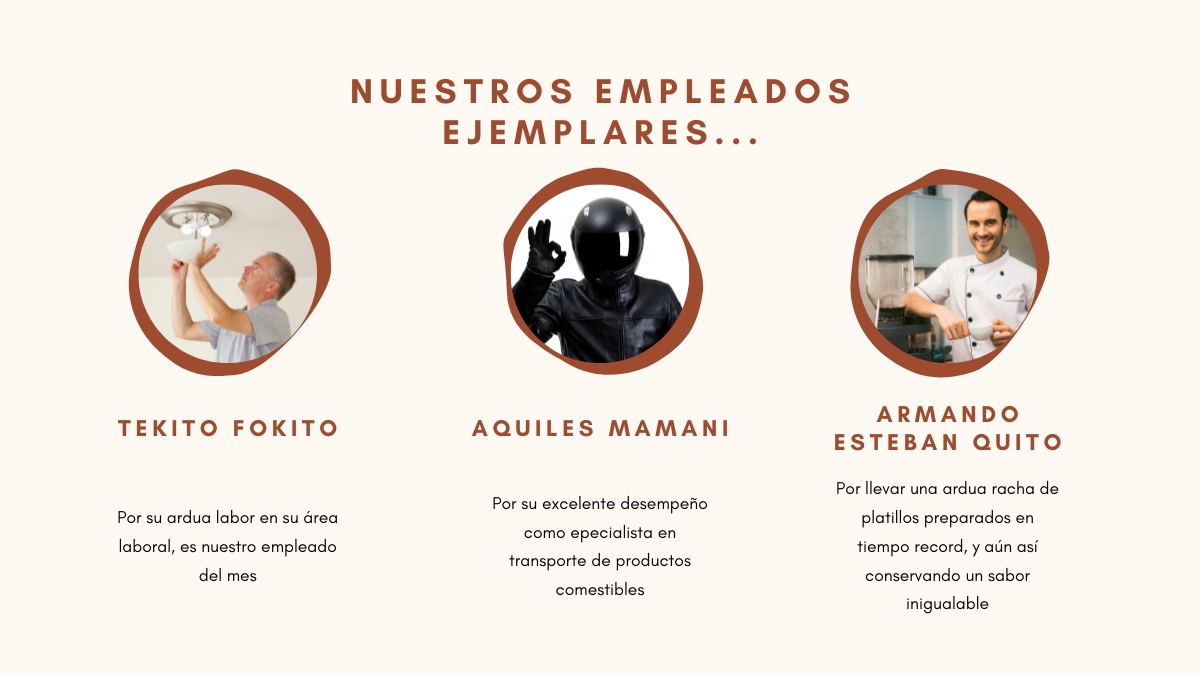 NUESTROS EMPLEADOS
EJEMPLARES...
TEKITO FOKITO
Por su ardua labor en su área
laboral, es nuestro empleado
del mes
AQUILES MAMANI
Por su excelente desempeño
como epecialista en
transporte de productos
comestibles
ARMANDO
ESTEBAN QUITO
Por llevar una ardua racha de
platillos preparados en
tiempo record, y aún así
conservando un sabor
inigualable